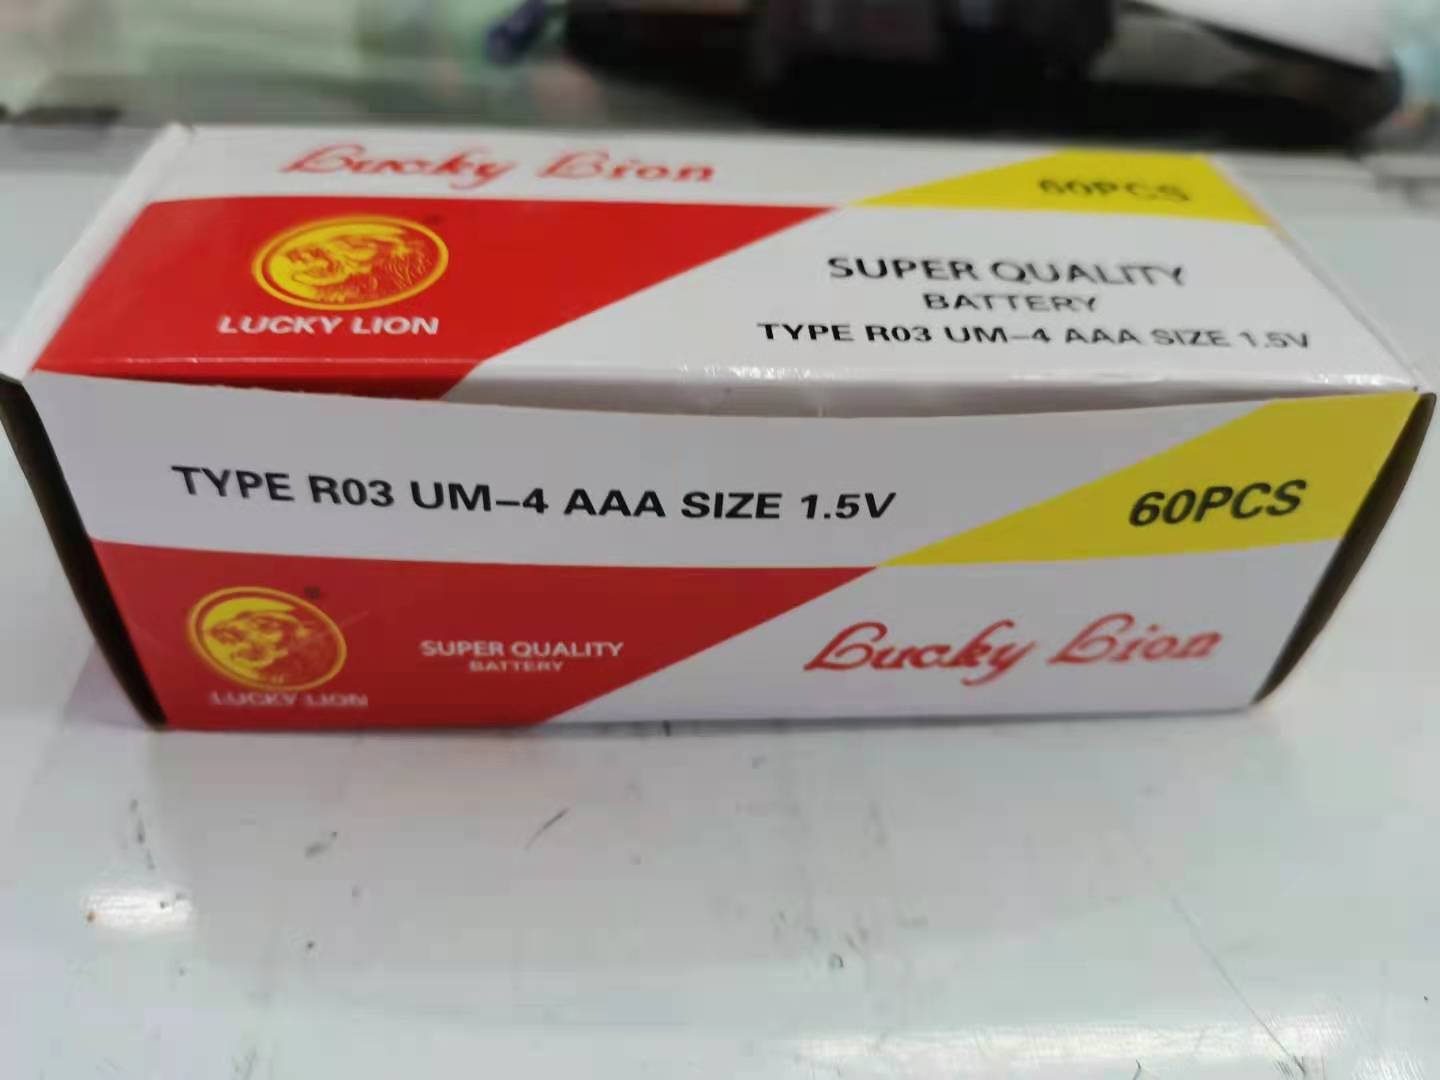 Lucky Lion
60PCS
LUCKY LION
SUPER QUALITY
BATTERY
TYPE R03 UM-4 AAA SIZE 1.5V
TYPE R03 UM-4 AAA SIZE 1.5V
60PCS
®
LUCKY LION
SUPER QUALITY
BATTERY
Lucky Lion